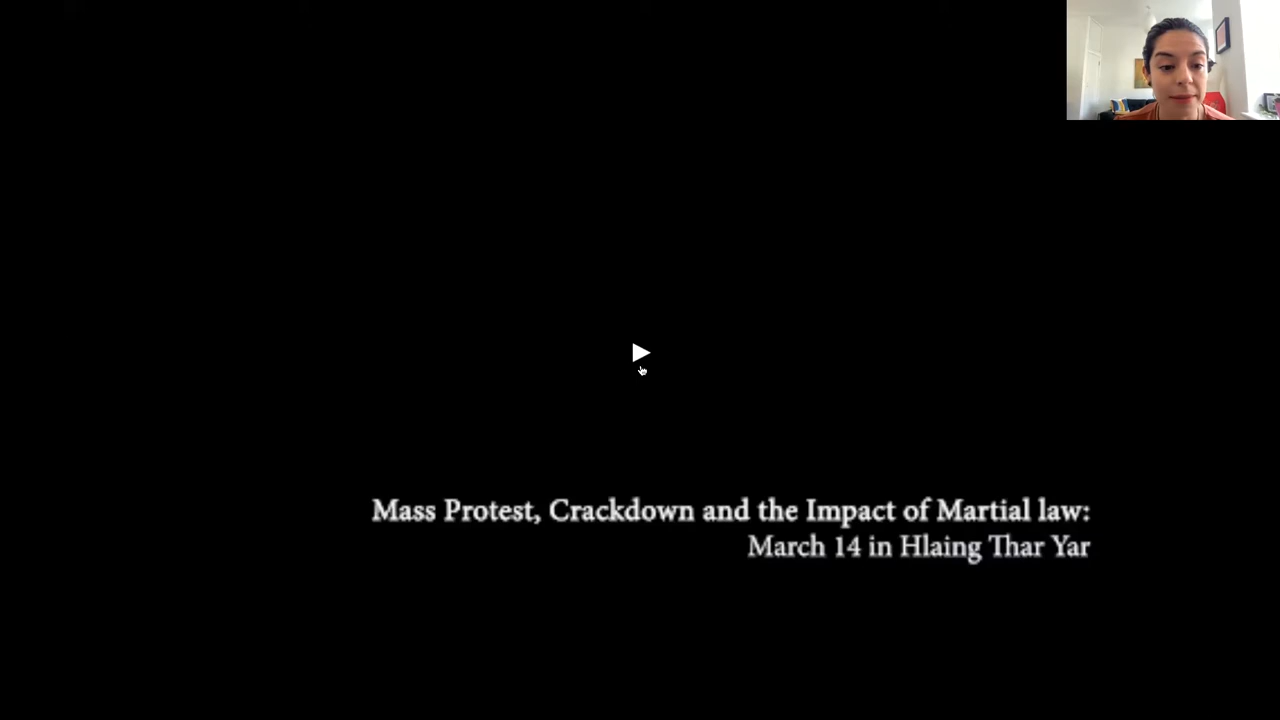 Mass Protest, Crackdown and the Impact of Martial law:
March 14 in Hlaing Thar Yar